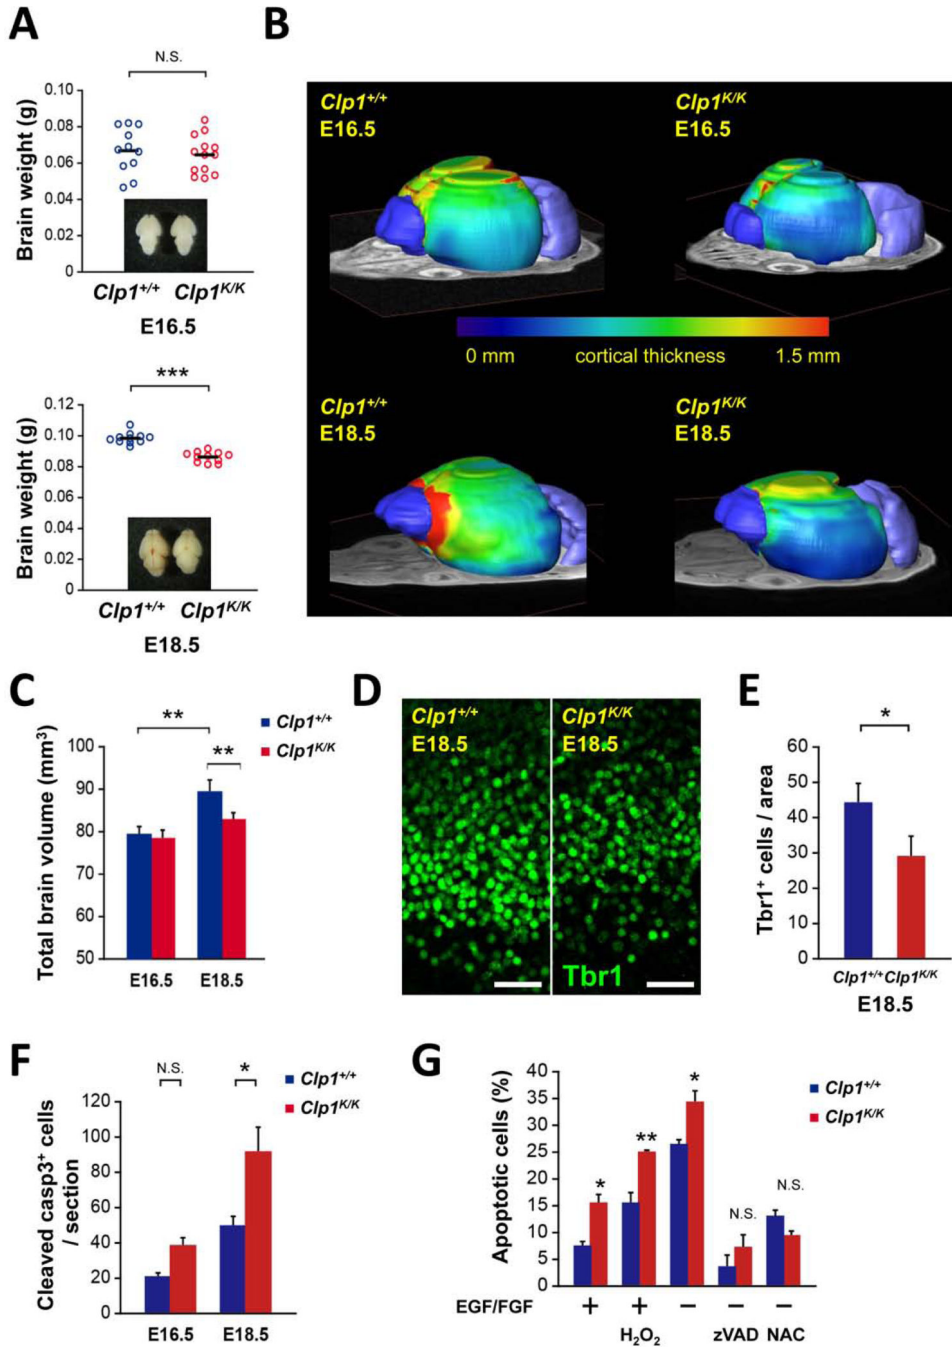 A
N.S.
Brain weight (g)
0.10
0.08
0.06
0.04
0.02
0
Clp1+/+ Clp1K/K
E16.5
***
Brain weight (g)
0.12
0.10
0.08
0.06
0.04
0.02
0
Clp1+/+ Clp1K/K
E18.5
B
Clp1+/+
E16.5
Clp1K/K
E16.5
0 mm cortical thickness 1.5 mm
Clp1+/+
E18.5
Clp1K/K
E18.5
C
**
**
Clp1+/+
Clp1K/K
Total brain volume (mm3)
100
90
80
70
60
50
E16.5 E18.5
D
Clp1+/+
E18.5
Clp1K/K
E18.5
Tbr1
E
*
Tbr1+ cells / area
60
50
40
30
20
10
0
Clp1+/+ Clp1K/K
E18.5
F
N.S.
*
Clp1+/+
Clp1K/K
Cleaved casp3+ cells
/ section
120
100
80
60
40
20
0
E16.5 E18.5
G
Apoptotic cells (%)
40
35
30
25
20
15
10
5
0
*
**
*
N.S.
N.S.
Clp1+/+
Clp1K/K
EGF/FGF + + − − −
H2O2 zVAD NAC